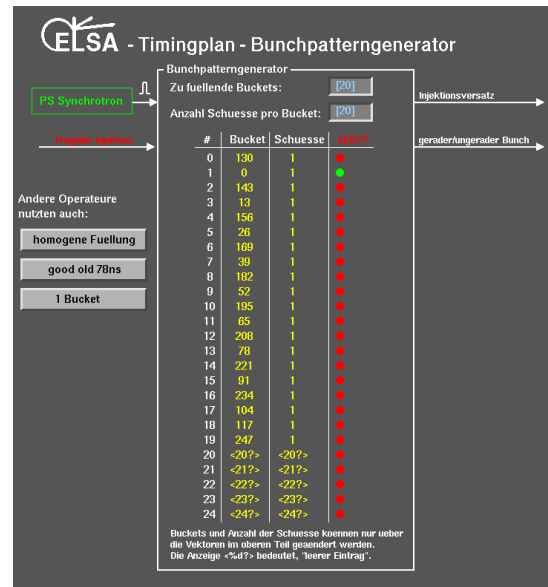 ELSA - Timingplan - Bunchpatterngenerator
Bunchpatterngenerator
Zu fuellende Buckets: [20]
Anzahl Schuesse pro Bucket: [20]
PS Synchrotron
Injektionsversatz
gerader/ungerader Bunch
Andere Operateure
nutzten auch:
homogene Fuellung
good old 78ns
1 Bucket
# Bucket Schuesse aktiv?
0 130 1
1 0 1
2 143 1
3 13 1
4 156 1
5 26 1
6 169 1
7 39 1
8 182 1
9 52 1
10 195 1
11 65 1
12 208 1
13 78 1
14 221 1
15 91 1
16 234 1
17 104 1
18 117 1
19 247 1
20 <20?> <20?>
21 <21?> <21?>
22 <22?> <22?>
23 <23?> <23?>
24 <24?> <24?>
Buckets und Anzahl der Schuesse koennen nur ueber
die Vektoren im oberen Teil geaendert werden.
Die Anzeige <%d?> bedeutet, "leerer Eintrag".